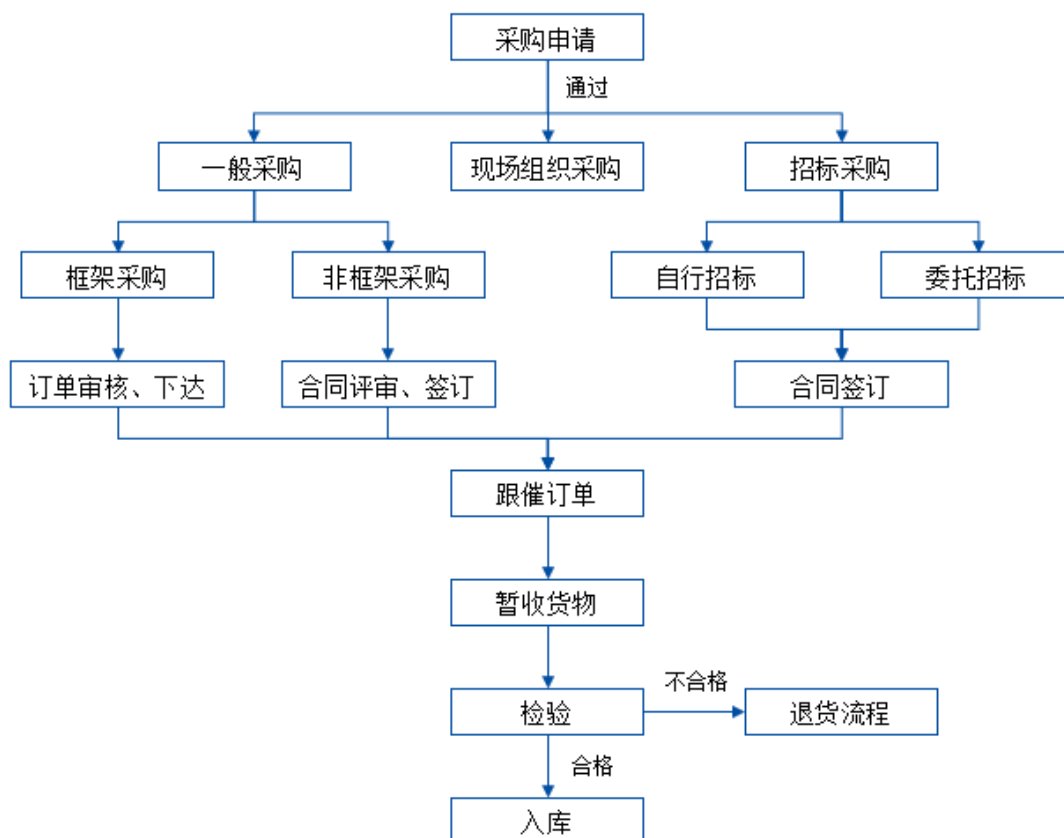 采购申请
通过
一般采购
现场组织采购
招标采购
框架采购
非框架采购
自行招标
委托招标
订单审核、下达
合同评审、签订
合同签订
跟催订单
暂收货物
不合格
检验
退货流程
合格
入库